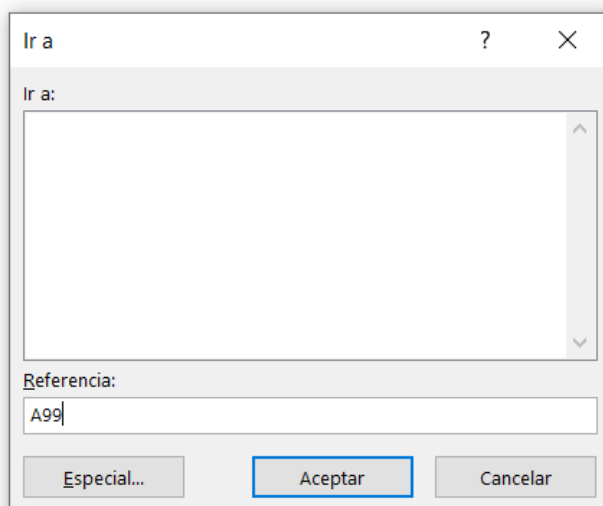 Ir a
?
Ir a:
Referencia:
A99
Especial...
Aceptar
Cancelar